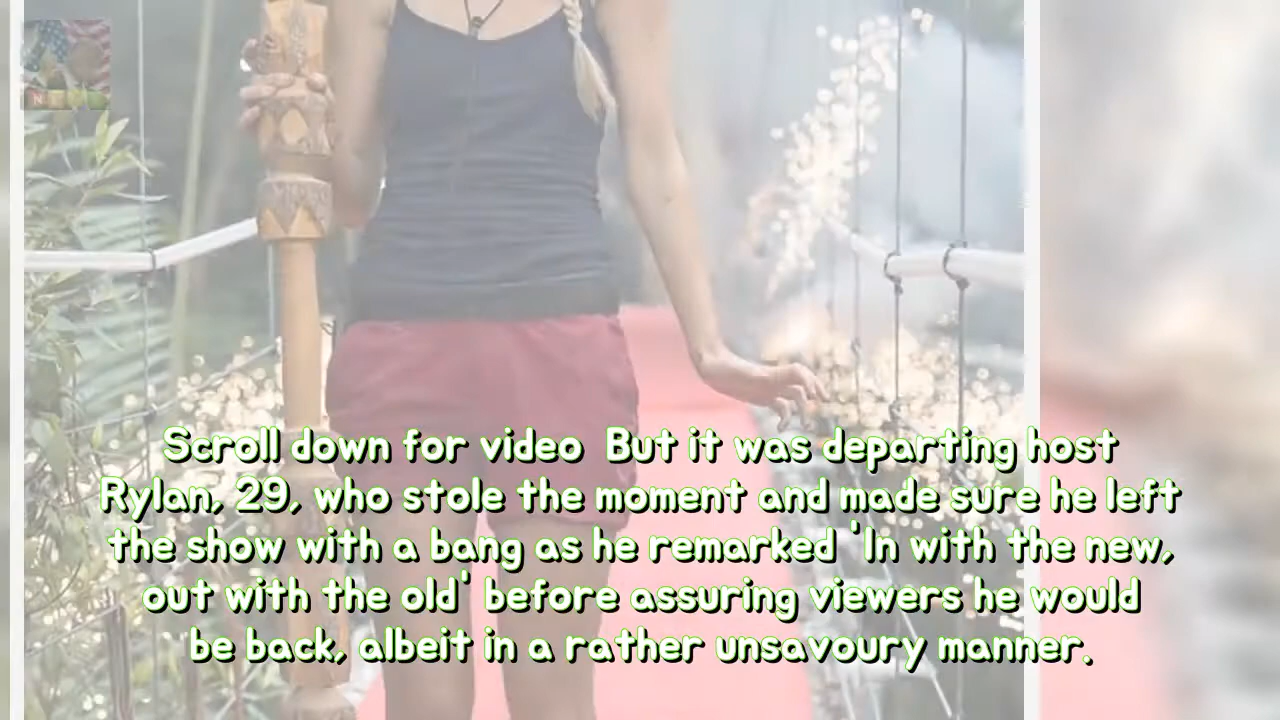 Scroll down for video  But it was departing host
Rylan, 29, who stole the moment and made sure he left
the show with a bang as he remarked 'In with the new,
out with the old' before assuring viewers he would
be back, albeit in a rather unsavoury manner.